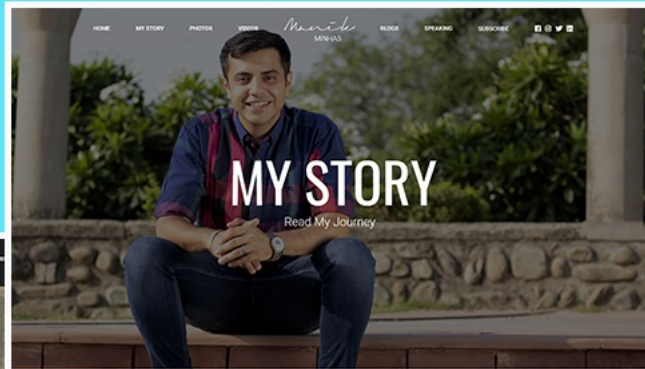 HOME MY STORY PHOTOS VIDEOS Manik BLOGS SPEAKING SUBSCRIBE
MINHAS
MY STORY
Read My Journey